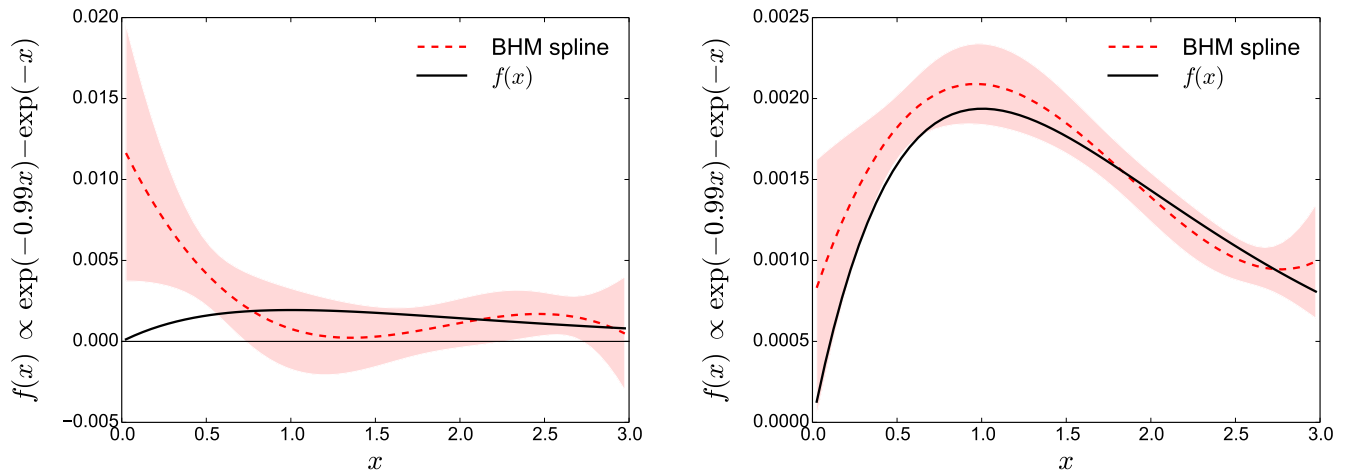 f(x) ∝ exp(−0.99x)−exp(−x)
0.020
0.015
0.010
0.005
0.000
−0.005
0.0 0.5 1.0 1.5 2.0 2.5 3.0
x
BHM spline
f(x)
f(x) ∝ exp(−0.99x)−exp(−x)
0.0025
0.0020
0.0015
0.0010
0.0005
0.0000
0.0 0.5 1.0 1.5 2.0 2.5 3.0
x
BHM spline
f(x)